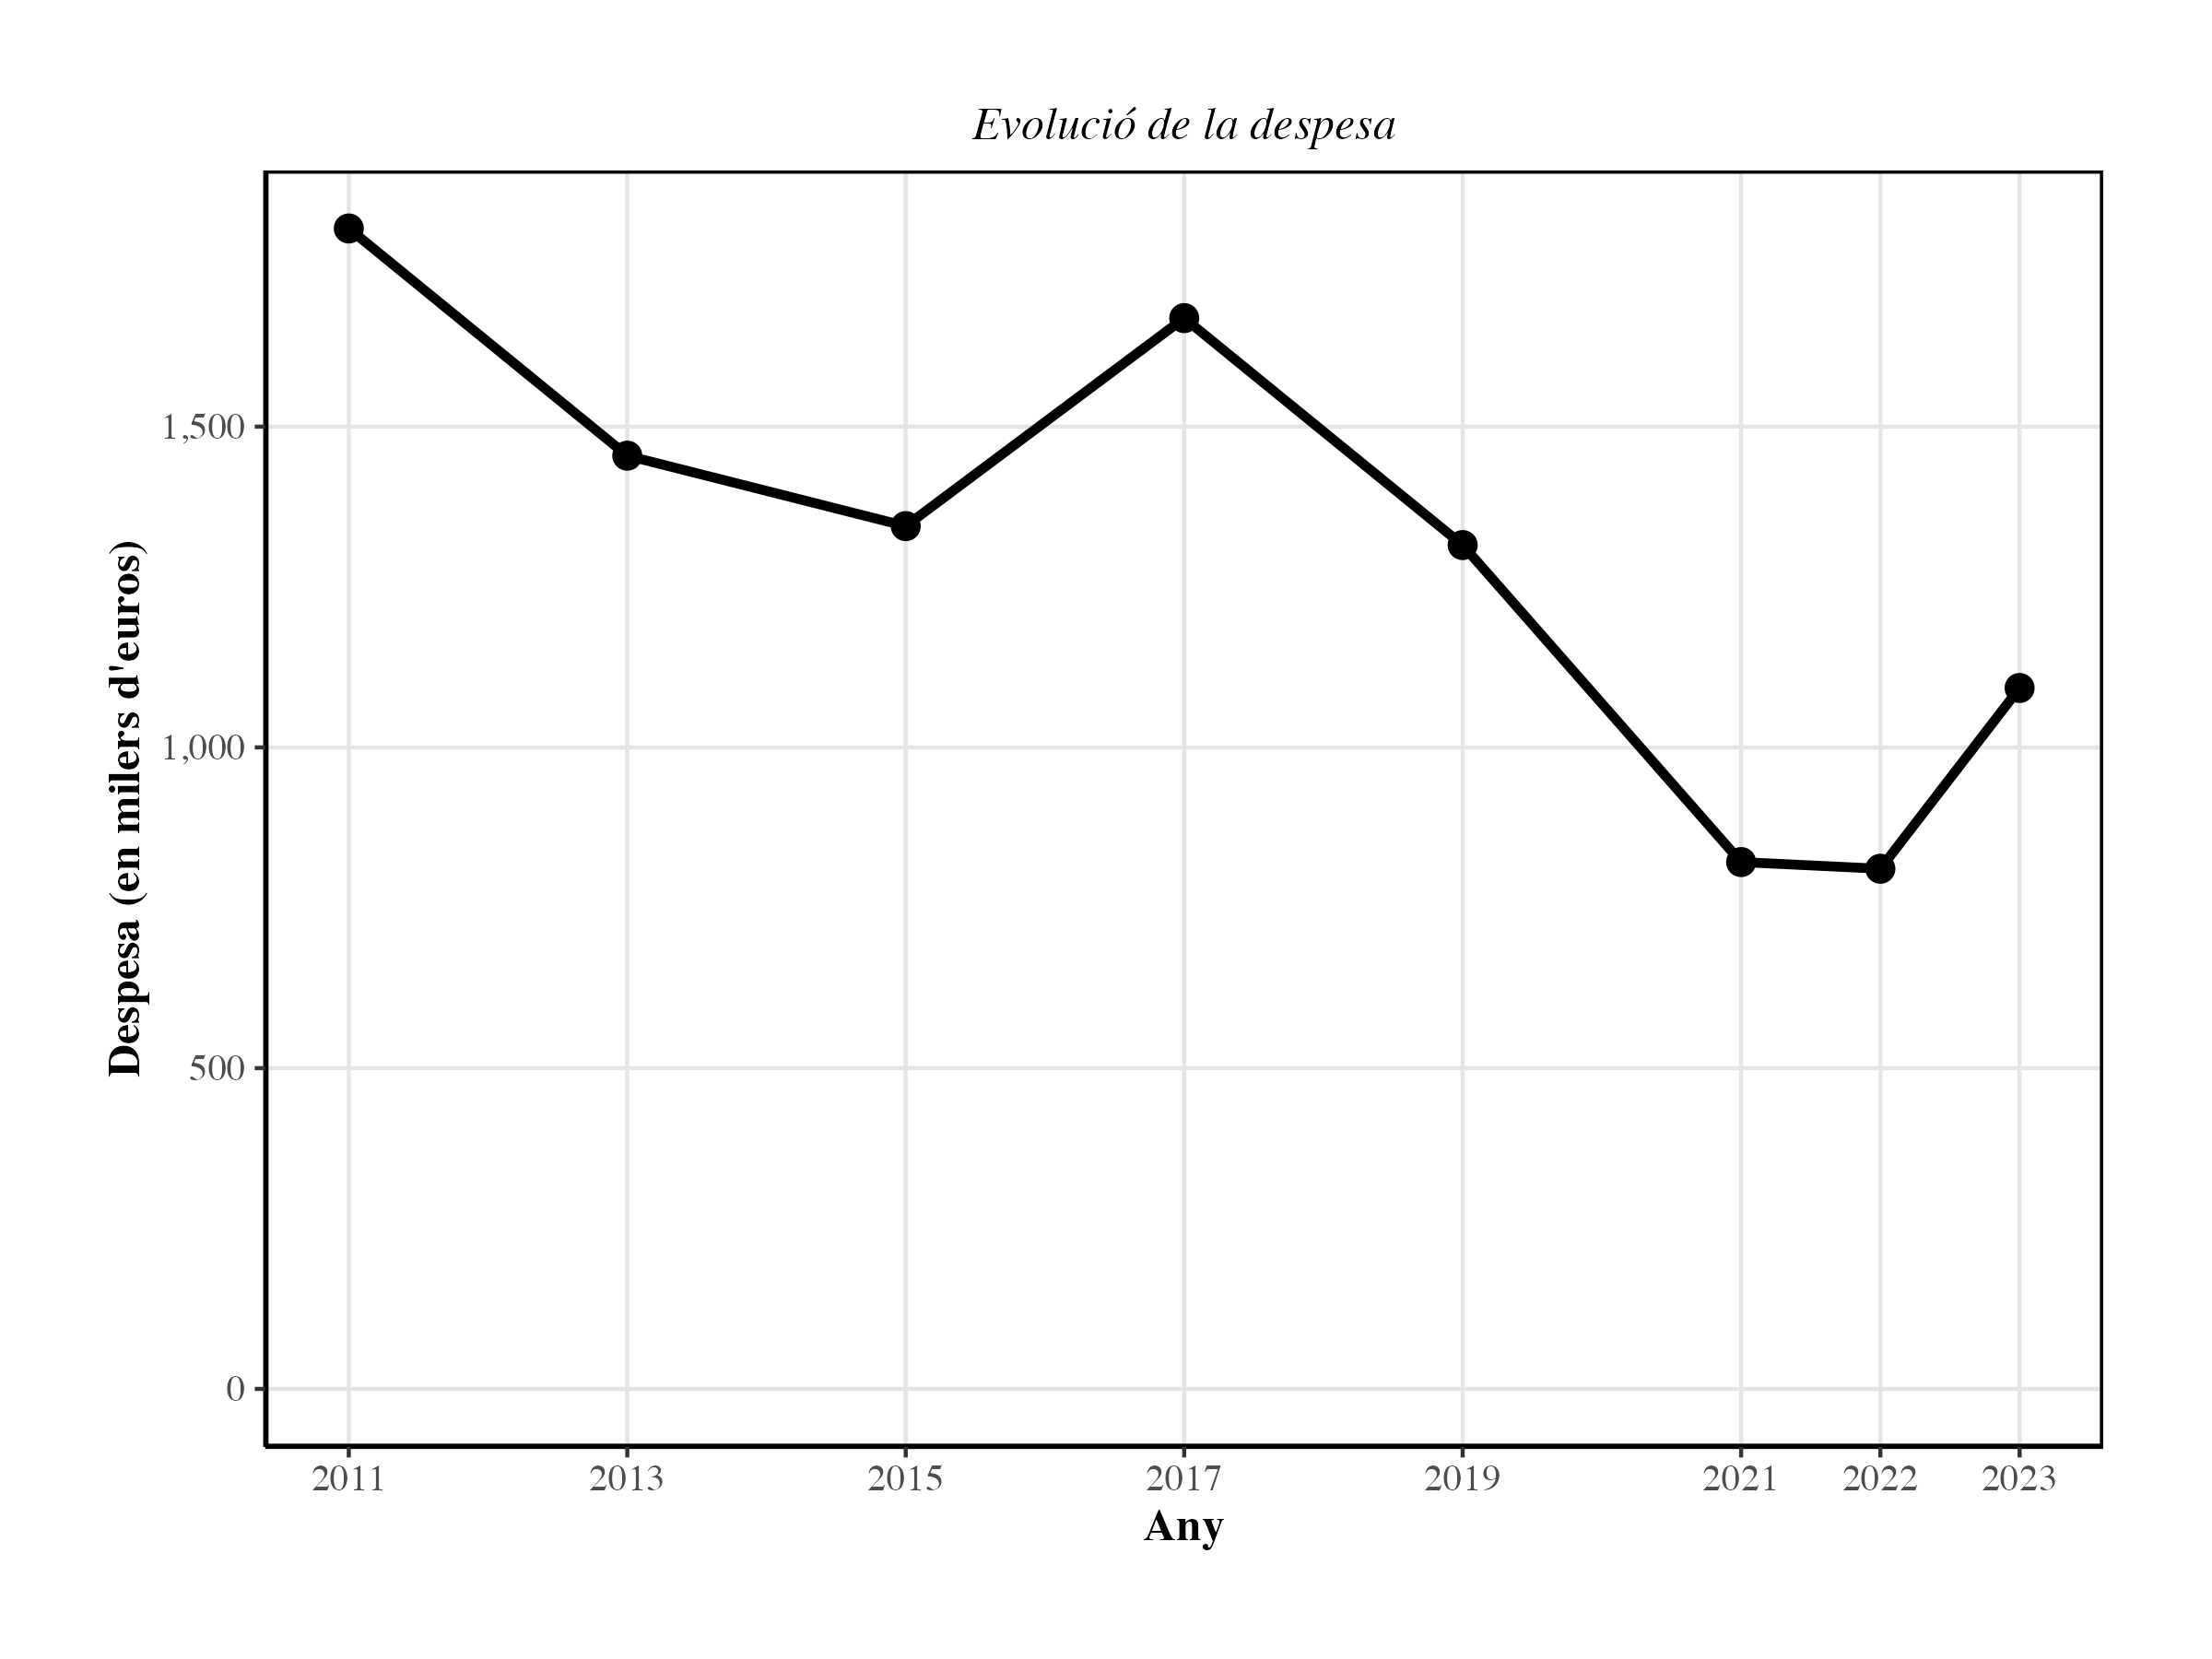 Evolució de la despesa
Despesa (en milers d'euros)
1,500
1,000
500
0
2011 2013 2015 2017 2019 2021 2022 2023
Any